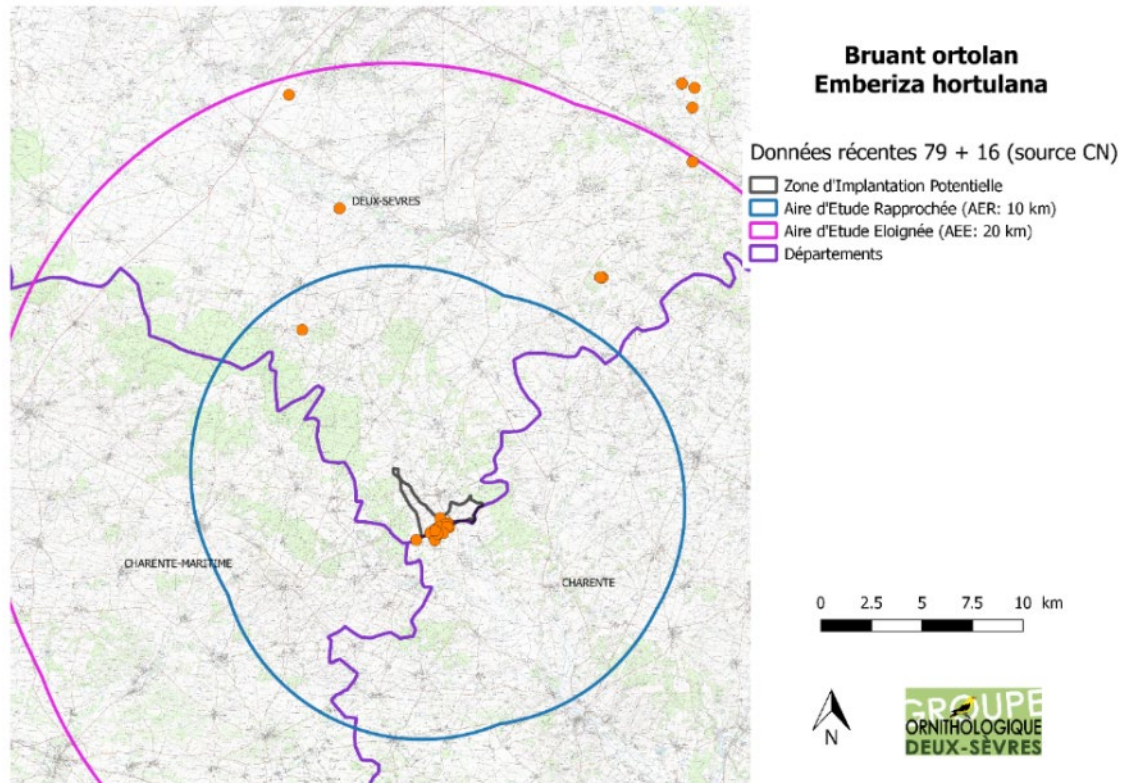 Bruant ortolan
Emberiza hortulana
Données récentes 79 + 16 (source CN)
Zone d'Implantation Potentielle
Aire d'Etude Rapprochée (AER: 10 km)
Aire d'Etude Eloignée (AEE: 20 km)
Départements
DEUX-SEVRES
CHARENTE-MARITIME
CHARENTE
0 2.5 5 7.5 10 km
N
GROUPE
ORNITHOLOGIQUE
DEUX-SÈVRES